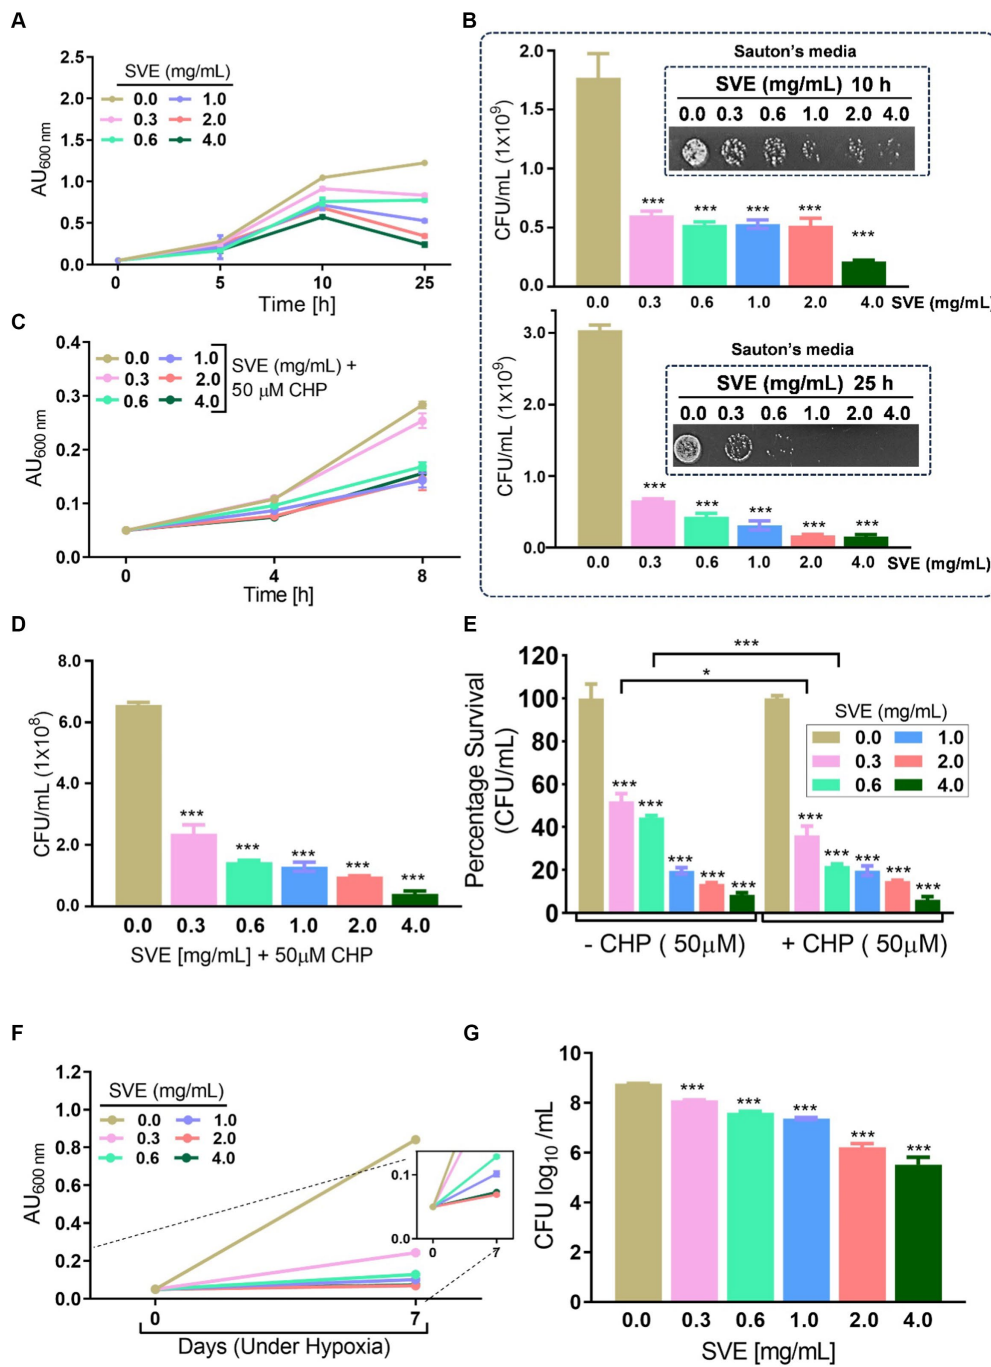 A
2.5
2.0
1.5
1.0
0.5
0.0
AU600 nm
SVE (mg/mL)
0.0 1.0
0.3 2.0
0.6 4.0
0 5 10 25
Time [h]
B
Sauton's media
SVE (mg/mL) 10 h
0.0 0.3 0.6 1.0 2.0 4.0
2.0
1.5
1.0
0.5
0.0
CFU/mL (1x10⁹)
*** *** *** *** ***
0.0 0.3 0.6 1.0 2.0 4.0 SVE (mg/mL)
Sauton's media
SVE (mg/mL) 25 h
0.0 0.3 0.6 1.0 2.0 4.0
3.0
2.0
1.0
0.0
CFU/mL (1x10⁹)
*** *** *** *** ***
0.0 0.3 0.6 1.0 2.0 4.0 SVE (mg/mL)
C
0.4
0.3
0.2
0.1
0.0
AU600 nm
0.0 1.0
0.3 2.0
0.6 4.0
SVE (mg/mL) +
50 μM CHP
0 4 8
Time [h]
D
8.0
6.0
4.0
2.0
0.0
CFU/mL (1x10⁸)
*** *** *** *** ***
0.0 0.3 0.6 1.0 2.0 4.0
SVE [mg/mL] + 50μM CHP
E
120
100
80
60
40
20
0
Percentage Survival
(CFU/mL)
***
*
SVE (mg/mL)
0.0 1.0
0.3 2.0
0.6 4.0
*** *** *** *** ***
*** *** *** *** ***
- CHP ( 50μM) + CHP ( 50μM)
F
1.2
1.0
0.8
0.6
0.4
0.2
0.0
AU600 nm
SVE (mg/mL)
0.0 1.0
0.3 2.0
0.6 4.0
0.1
0.0
0 7
0 7
Days (Under Hypoxia)
G
10
8
6
4
2
0
CFU log10 /mL
*** *** *** *** ***
0.0 0.3 0.6 1.0 2.0 4.0
SVE [mg/mL]